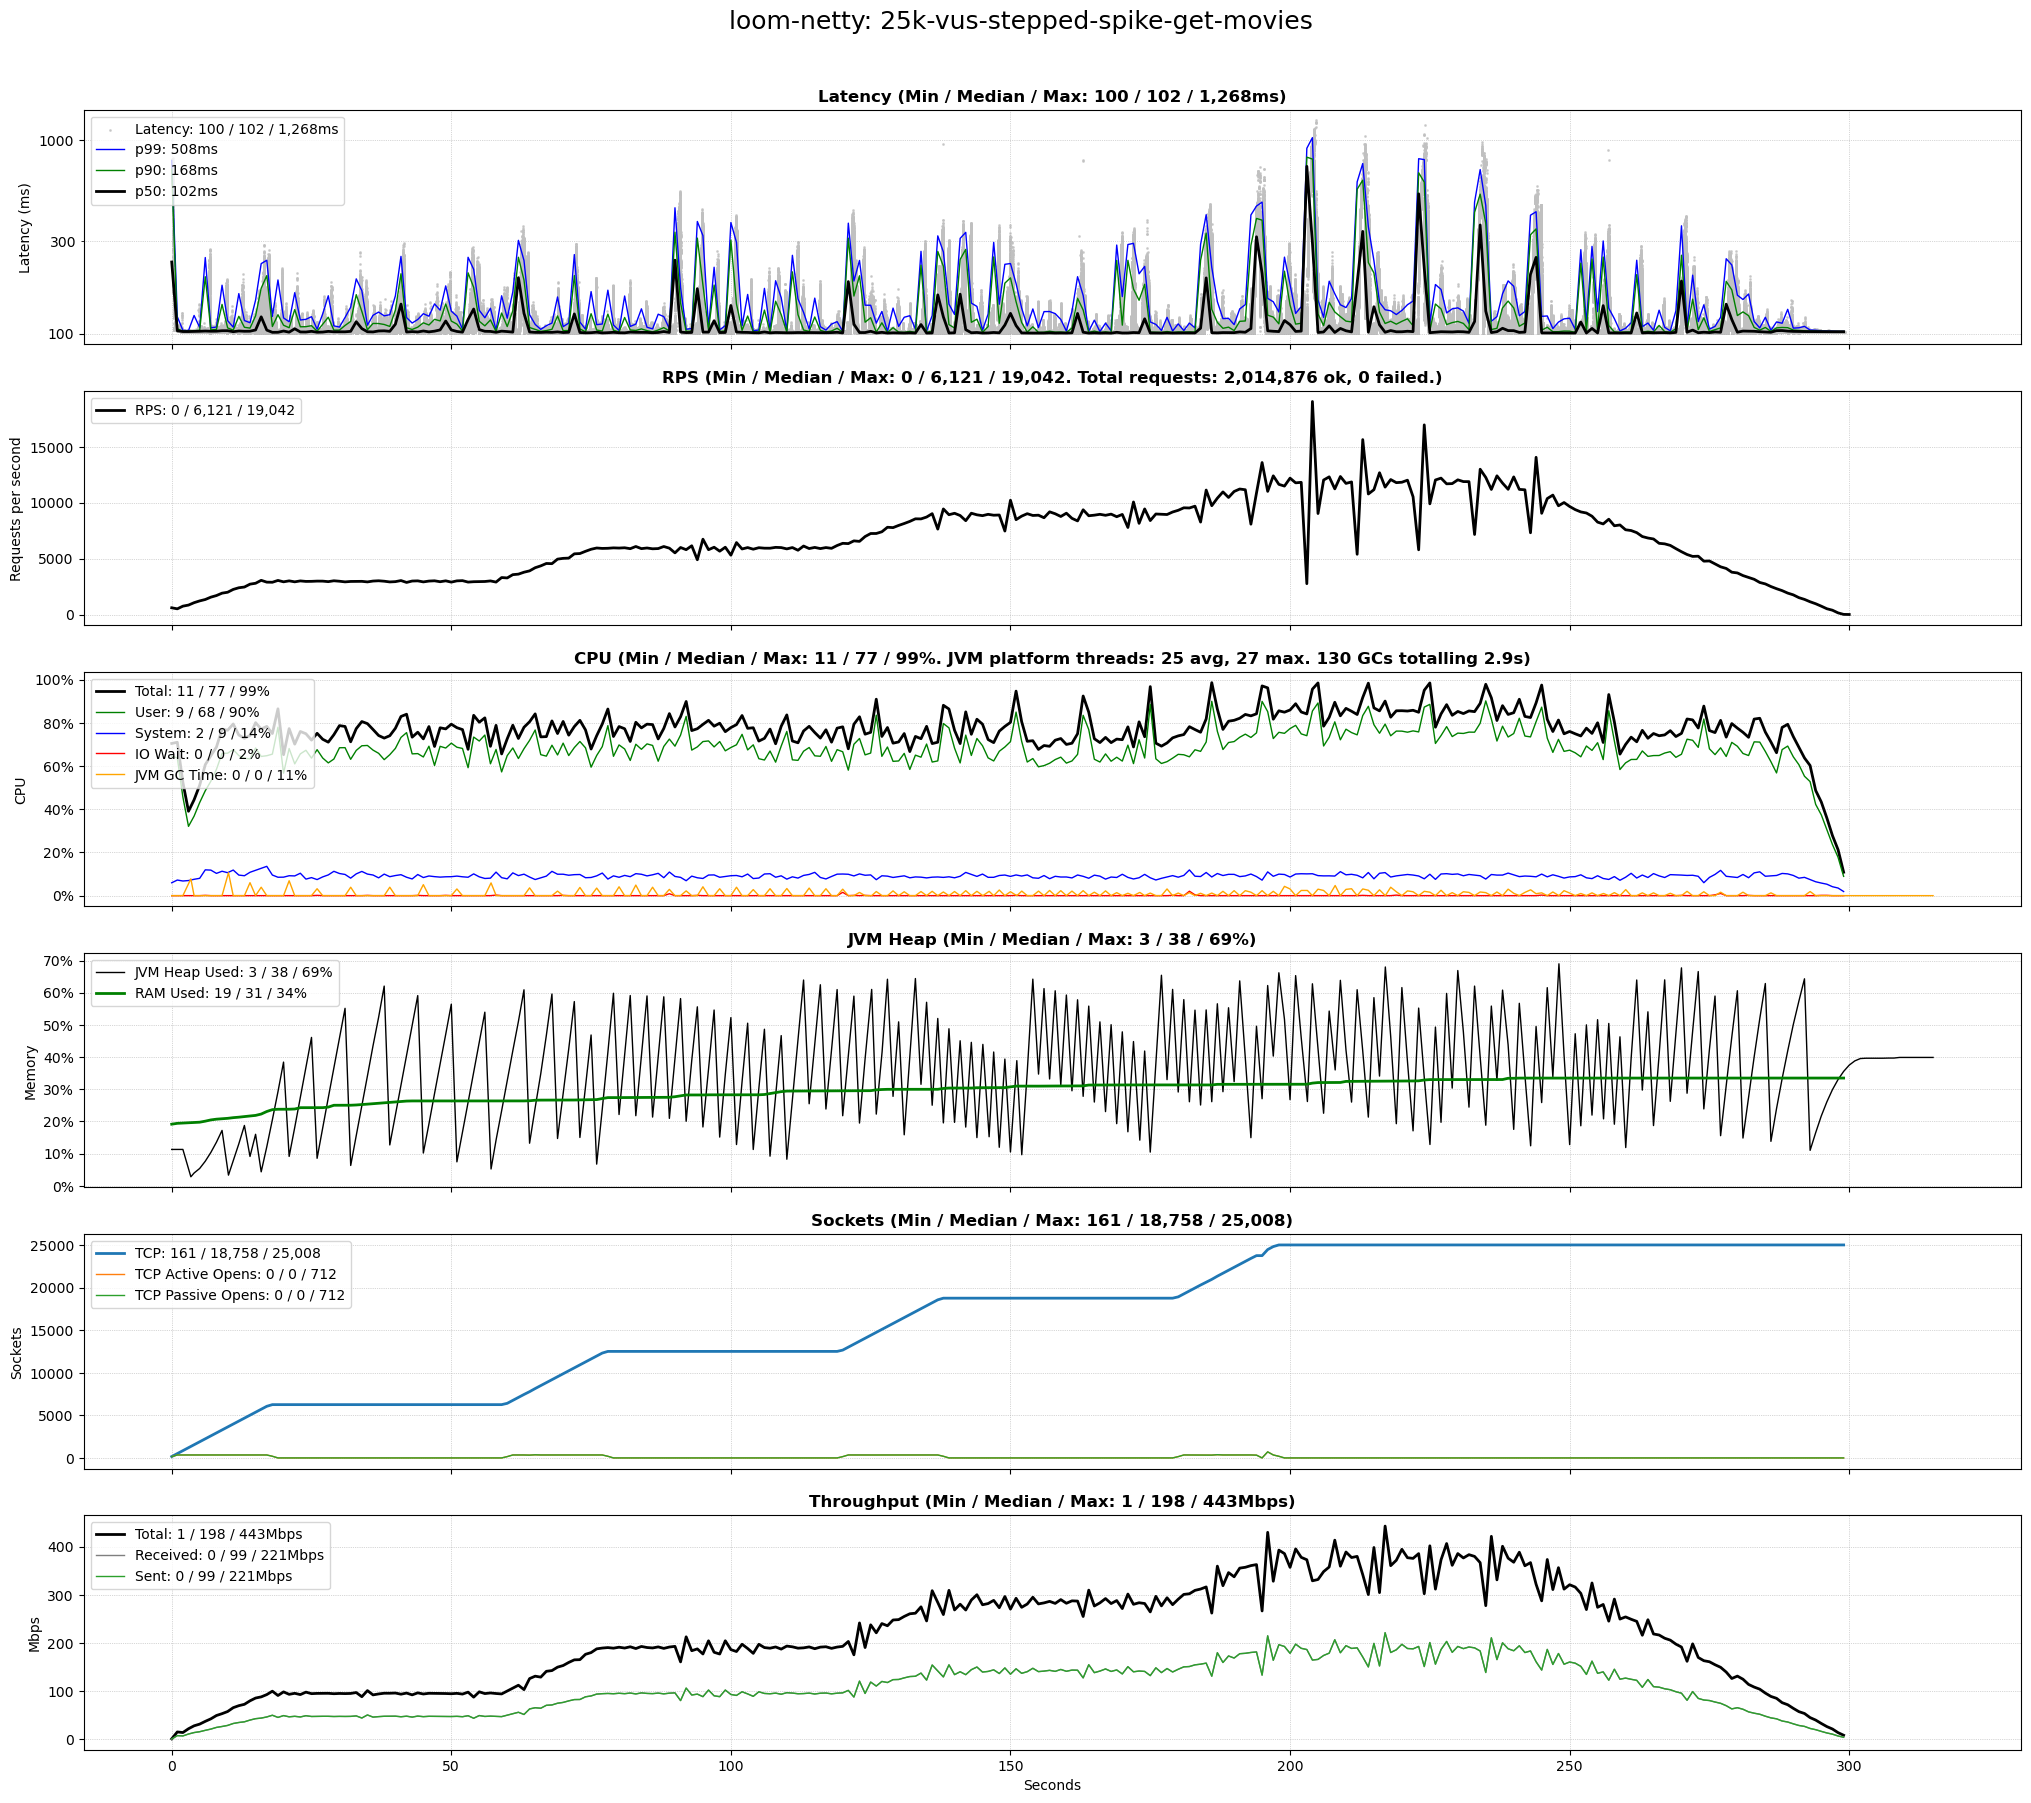 loom-netty: 25k-vus-stepped-spike-get-movies
Latency (Min / Median / Max: 100 / 102 / 1,268ms)
Latency (ms)
1000
300
100
Latency: 100 / 102 / 1,268ms
p99: 508ms
p90: 168ms
p50: 102ms
RPS (Min / Median / Max: 0 / 6,121 / 19,042. Total requests: 2,014,876 ok, 0 failed.)
Requests per second
15000
10000
5000
0
RPS: 0 / 6,121 / 19,042
CPU (Min / Median / Max: 11 / 77 / 99%. JVM platform threads: 25 avg, 27 max. 130 GCs totalling 2.9s)
CPU
100%
80%
60%
40%
20%
0%
Total: 11 / 77 / 99%
User: 9 / 68 / 90%
System: 2 / 9 / 14%
IO Wait: 0 / 0 / 2%
JVM GC Time: 0 / 0 / 11%
JVM Heap (Min / Median / Max: 3 / 38 / 69%)
Memory
70%
60%
50%
40%
30%
20%
10%
0%
JVM Heap Used: 3 / 38 / 69%
RAM Used: 19 / 31 / 34%
Sockets (Min / Median / Max: 161 / 18,758 / 25,008)
Sockets
25000
20000
15000
10000
5000
0
TCP: 161 / 18,758 / 25,008
TCP Active Opens: 0 / 0 / 712
TCP Passive Opens: 0 / 0 / 712
Throughput (Min / Median / Max: 1 / 198 / 443Mbps)
Mbps
400
300
200
100
0
Total: 1 / 198 / 443Mbps
Received: 0 / 99 / 221Mbps
Sent: 0 / 99 / 221Mbps
0 50 100 150 200 250 300
Seconds